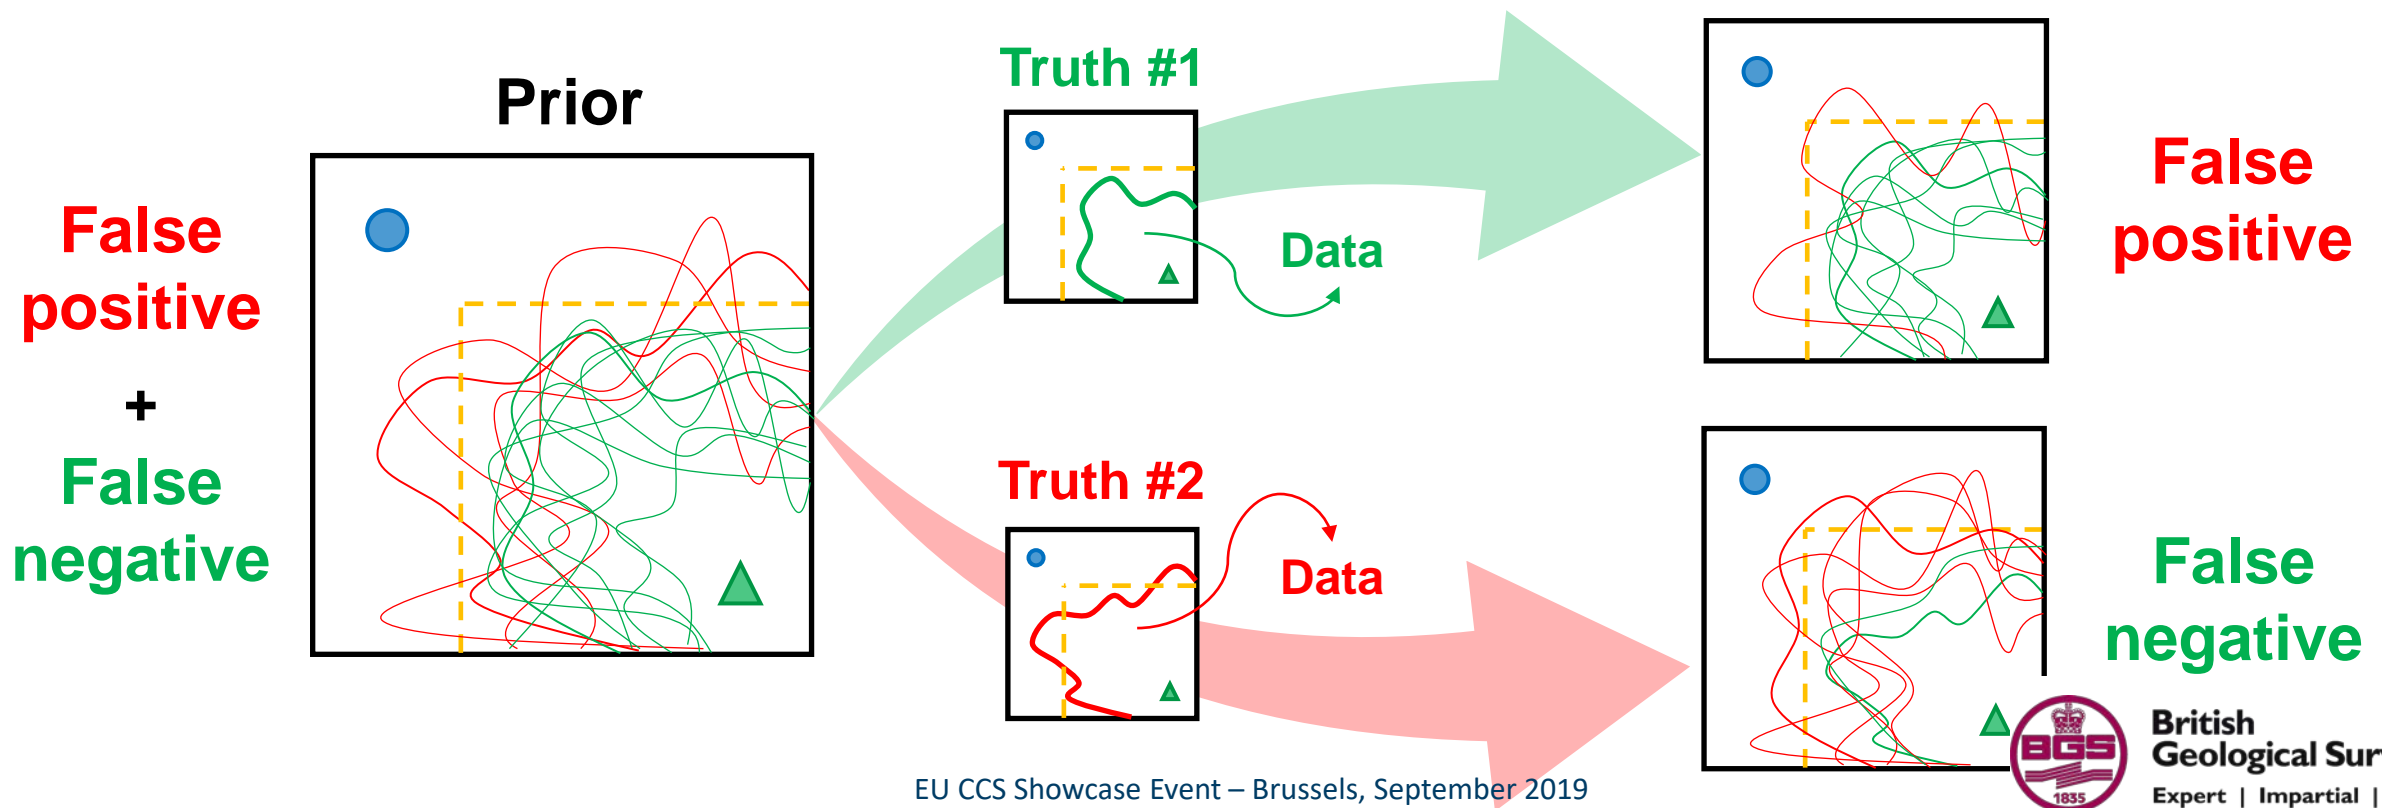 Prior
False
positive
+
False
negative
Truth #1
Data
Truth #2
Data
False
positive
False
negative
EU CCS Showcase Event – Brussels, September 2019
BGS
1835
British
Geological Sur
Expert | Impartial |